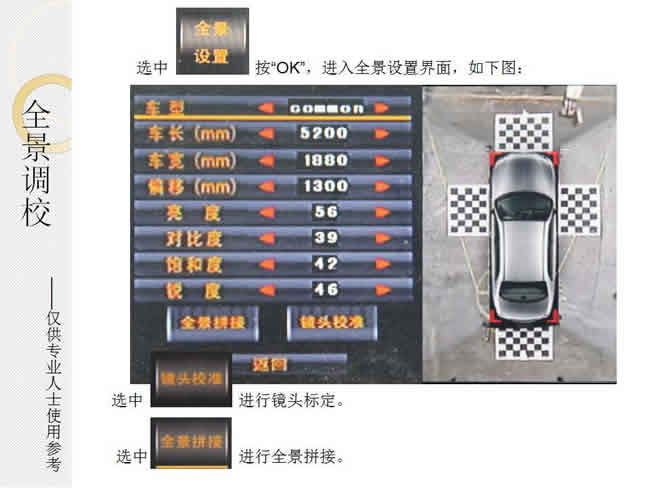 全景
设置
选中 按“OK”，进入全景设置界面，如下图：
车 型 common
车长(mm) 5200
车宽(mm) 1880
偏移(mm) 1300
亮 度 56
对比度 39
饱和度 42
锐 度 46
全景拼接 镜头校准
返回
选中 镜头校准 进行镜头标定。
选中 全景拼接 进行全景拼接。
全景调校
——仅供专业人士使用参考